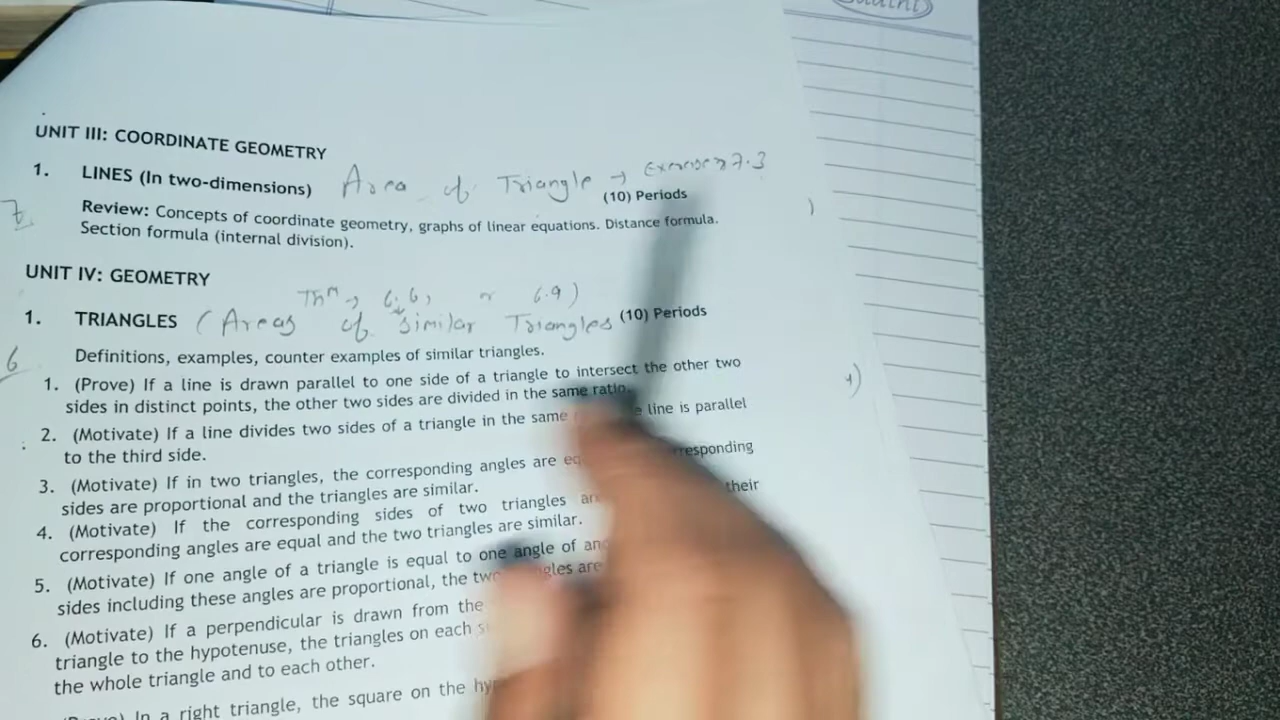 UNIT III: COORDINATE GEOMETRY
1. LINES (In two-dimensions) Area of Triangle → Exercise 7.3
(10) Periods
7
Review: Concepts of coordinate geometry, graphs of linear equations. Distance formula.
Section formula (internal division).
UNIT IV: GEOMETRY
Thm → 6.6, 6.9)
1. TRIANGLES (Areas of similar Triangles (10) Periods
6
Definitions, examples, counter examples of similar triangles.
1. (Prove) If a line is drawn parallel to one side of a triangle to intersect the other two
sides in distinct points, the other two sides are divided in the same ratio.
2. (Motivate) If a line divides two sides of a triangle in the same line is parallel
to the third side.
3. (Motivate) If in two triangles, the corresponding angles are
sides are proportional and the triangles are similar.
4. (Motivate) If the corresponding sides of two triangles their
corresponding angles are equal and the two triangles are similar.
5. (Motivate) If one angle of a triangle is equal to one angle of
sides including these angles are proportional, the are
6. (Motivate) If a perpendicular is drawn from the
triangle to the hypotenuse, the triangles on each
the whole triangle and to each other.
In a right triangle, the square on the